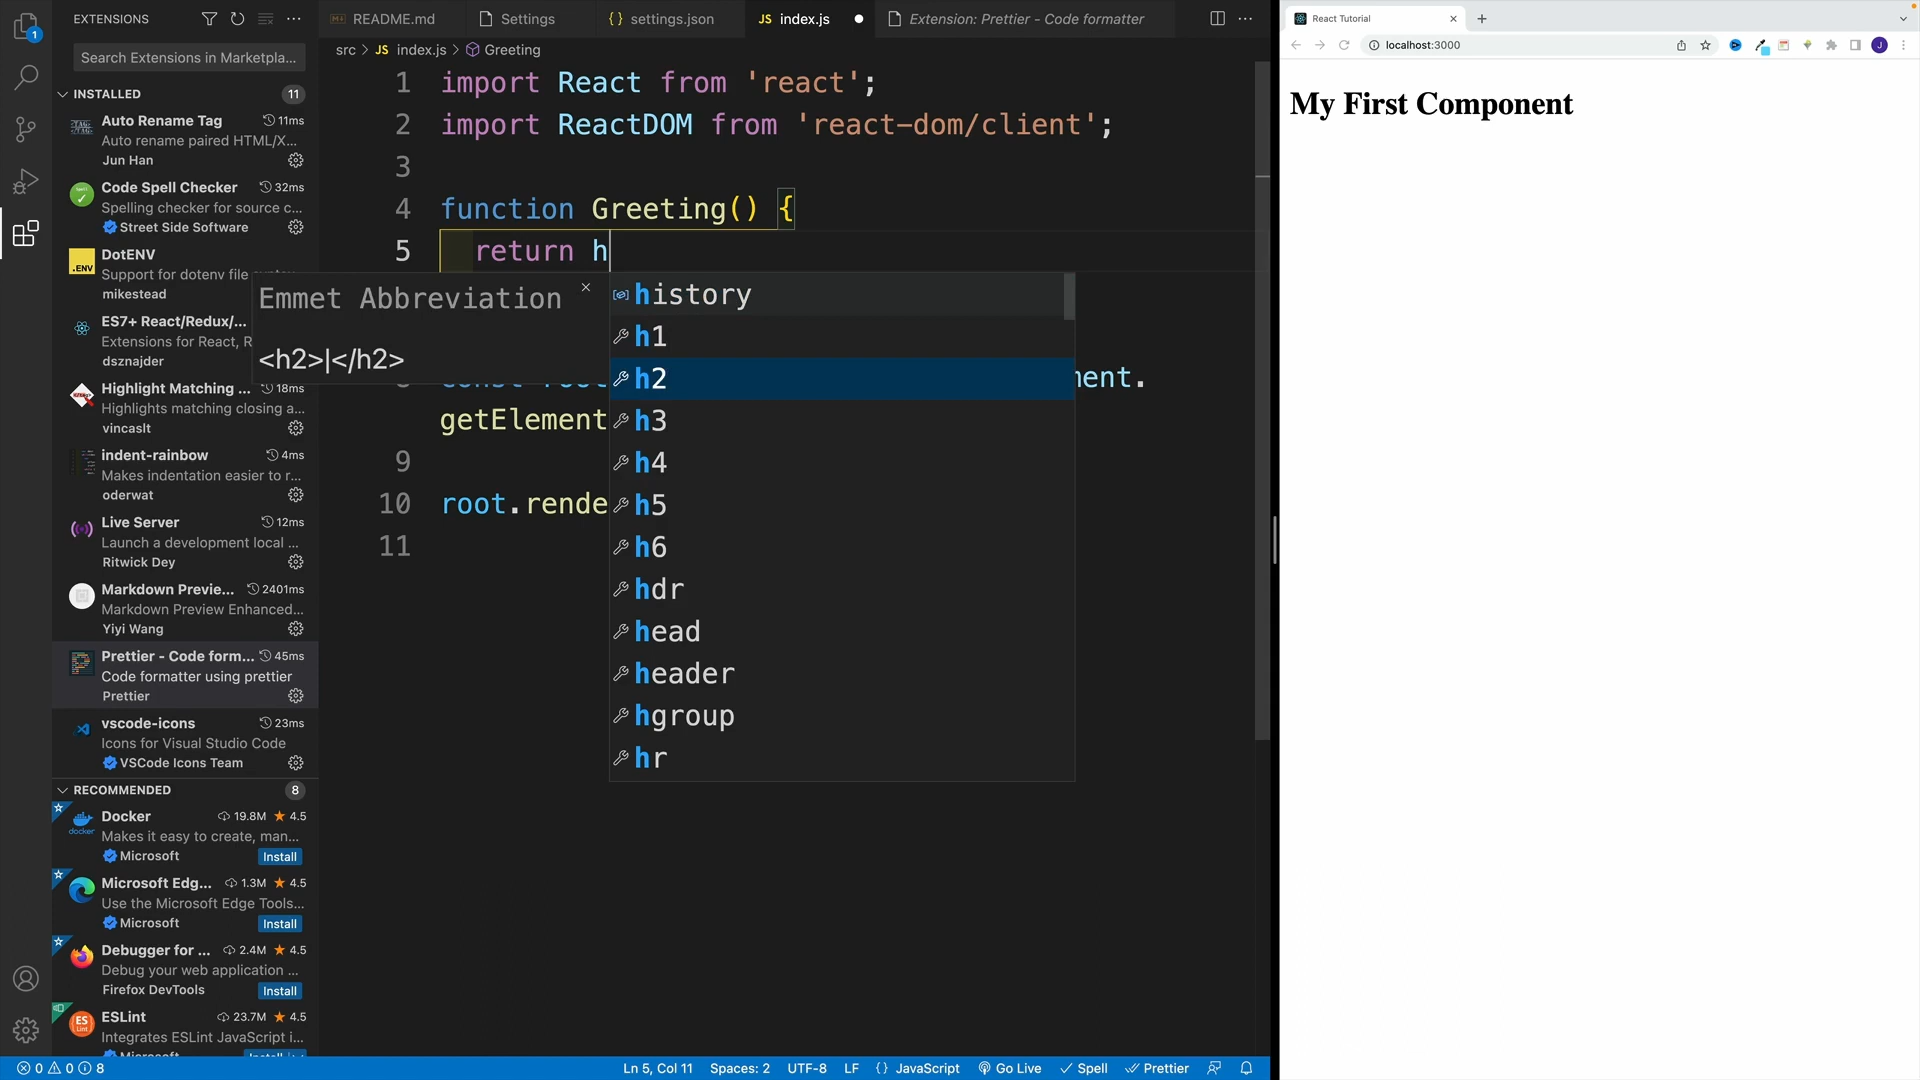 EXTENSIONS
Search Extensions in Marketpla...
INSTALLED 11
Auto Rename Tag 11ms
Auto rename paired HTML/X...
Jun Han
Code Spell Checker 32ms
Spelling checker for source c...
Street Side Software
DotENV
Support for dotenv file
mikestead
ES7+ React/Redux/...
Extensions for React, R
dsznajder
Highlight Matching ... 18ms
Highlights matching closing a...
vincaslt
indent-rainbow 4ms
Makes indentation easier to r...
oderwat
Live Server 12ms
Launch a development local ...
Ritwick Dey
Markdown Previe... 2401ms
Markdown Preview Enhanced...
Yiyi Wang
Prettier - Code form... 45ms
Code formatter using prettier
Prettier
vscode-icons 23ms
Icons for Visual Studio Code
VSCode Icons Team
RECOMMENDED 8
Docker 19.8M ★ 4.5
Makes it easy to create, man...
Microsoft Install
Microsoft Edg... 1.3M ★ 4.5
Use the Microsoft Edge Tools...
Microsoft Install
Debugger for ... 2.4M ★ 4.5
Debug your web application ...
Firefox DevTools Install
ESLint 23.7M ★ 4.5
Integrates ESLint JavaScript i...
README.md Settings {} settings.json JS index.js ● Extension: Prettier - Code formatter
src > JS index.js > Greeting
1 import React from 'react';
2 import ReactDOM from 'react-dom/client';
3
4 function Greeting() {
5 return h
Emmet Abbreviation
<h2>|</h2>
history
h1
h2
h3
h4
h5
h6
hdr
head
header
hgroup
hr
ment.
getElement
9
10 root.rende
11
0 0 8 Ln 5, Col 11 Spaces: 2 UTF-8 LF {} JavaScript Go Live Spell Prettier
React Tutorial
localhost:3000
My First Component